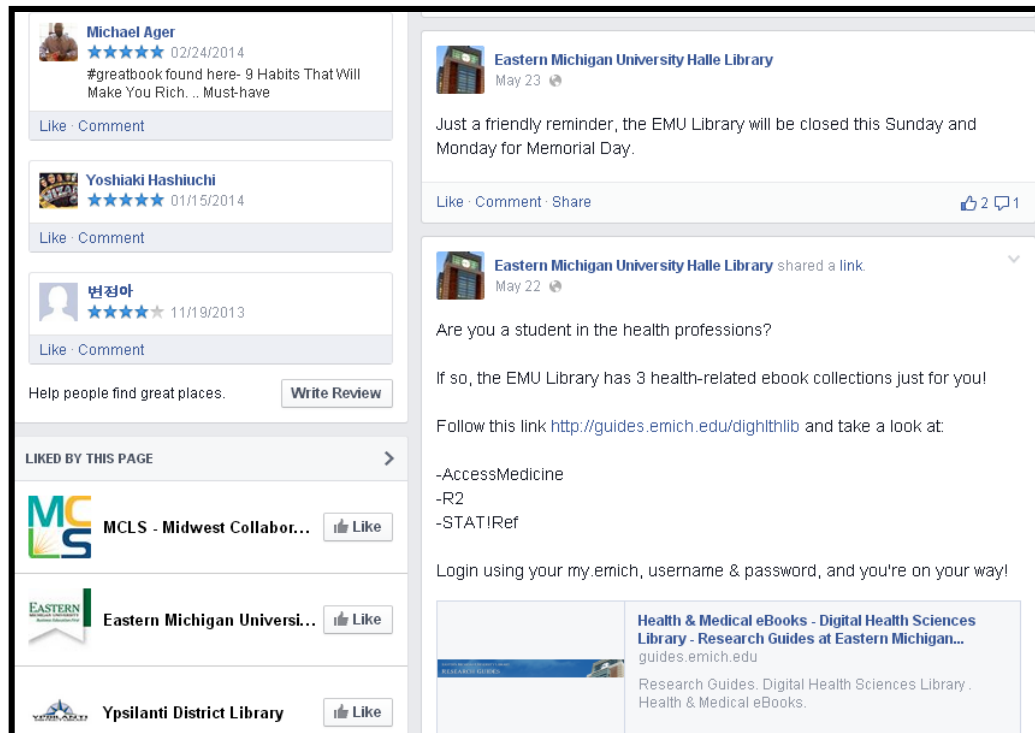 Michael Ager
02/24/2014
#greatbook found here- 9 Habits That Will
Make You Rich. .. Must-have
Like · Comment
Yoshiaki Hashiuchi
01/15/2014
Like · Comment
변정아
11/19/2013
Like · Comment
Help people find great places.
Write Review
LIKED BY THIS PAGE
MCLS
MCLS - Midwest Collabor...
Like
EASTERN
Eastern Michigan Universi...
Like
YPSILANTI
Ypsilanti District Library
Like
Eastern Michigan University Halle Library
May 23
Just a friendly reminder, the EMU Library will be closed this Sunday and
Monday for Memorial Day.
Like · Comment · Share
2 1
Eastern Michigan University Halle Library shared a link.
May 22
Are you a student in the health professions?
If so, the EMU Library has 3 health-related ebook collections just for you!
Follow this link http://guides.emich.edu/dighlthlib and take a look at:
-AccessMedicine
-R2
-STAT!Ref
Login using your my.emich, username & password, and you're on your way!
RESEARCH GUIDES
Health & Medical eBooks - Digital Health Sciences
Library - Research Guides at Eastern Michigan...
guides.emich.edu
Research Guides. Digital Health Sciences Library .
Health & Medical eBooks.